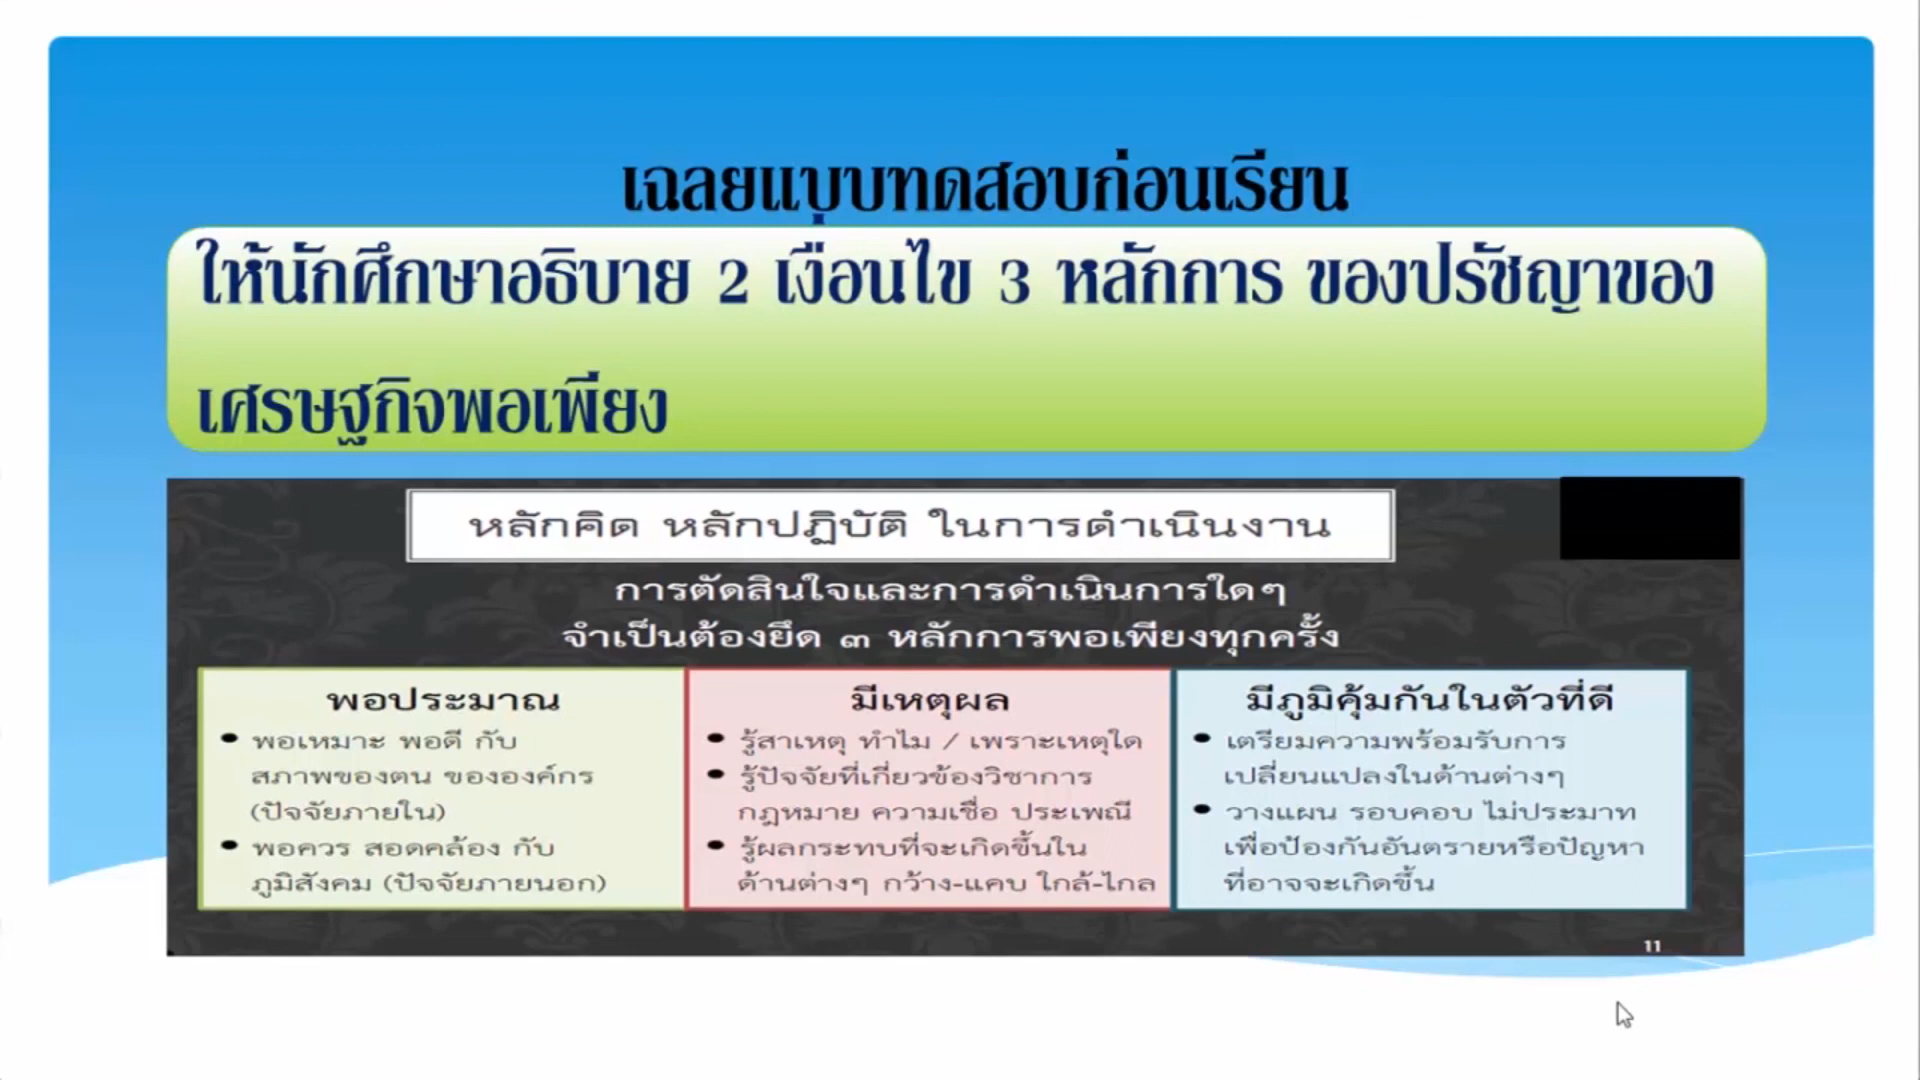 เฉลยแบบทดสอบก่อนเรียน
ให้นักศึกษาอธิบาย 2 เงื่อนไข 3 หลักการ ของปรัชญาของ
เศรษฐกิจพอเพียง
หลักคิด หลักปฏิบัติ ในการดำเนินงาน
การตัดสินใจและการดำเนินการใดๆ
จำเป็นต้องยึด ๓ หลักการพอเพียงทุกครั้ง
พอประมาณ
• พอเหมาะ พอดี กับ
สภาพของตน ขององค์กร
(ปัจจัยภายใน)
• พอควร สอดคล้อง กับ
ภูมิสังคม (ปัจจัยภายนอก)
มีเหตุผล
• รู้สาเหตุ ทำไม / เพราะเหตุใด
• รู้ปัจจัยที่เกี่ยวข้องวิชาการ
กฎหมาย ความเชื่อ ประเพณี
• รู้ผลกระทบที่จะเกิดขึ้นใน
ด้านต่างๆ กว้าง-แคบ ใกล้-ไกล
มีภูมิคุ้มกันในตัวที่ดี
• เตรียมความพร้อมรับการ
เปลี่ยนแปลงในด้านต่างๆ
• วางแผน รอบคอบ ไม่ประมาท
เพื่อป้องกันอันตรายหรือปัญหา
ที่อาจจะเกิดขึ้น
11